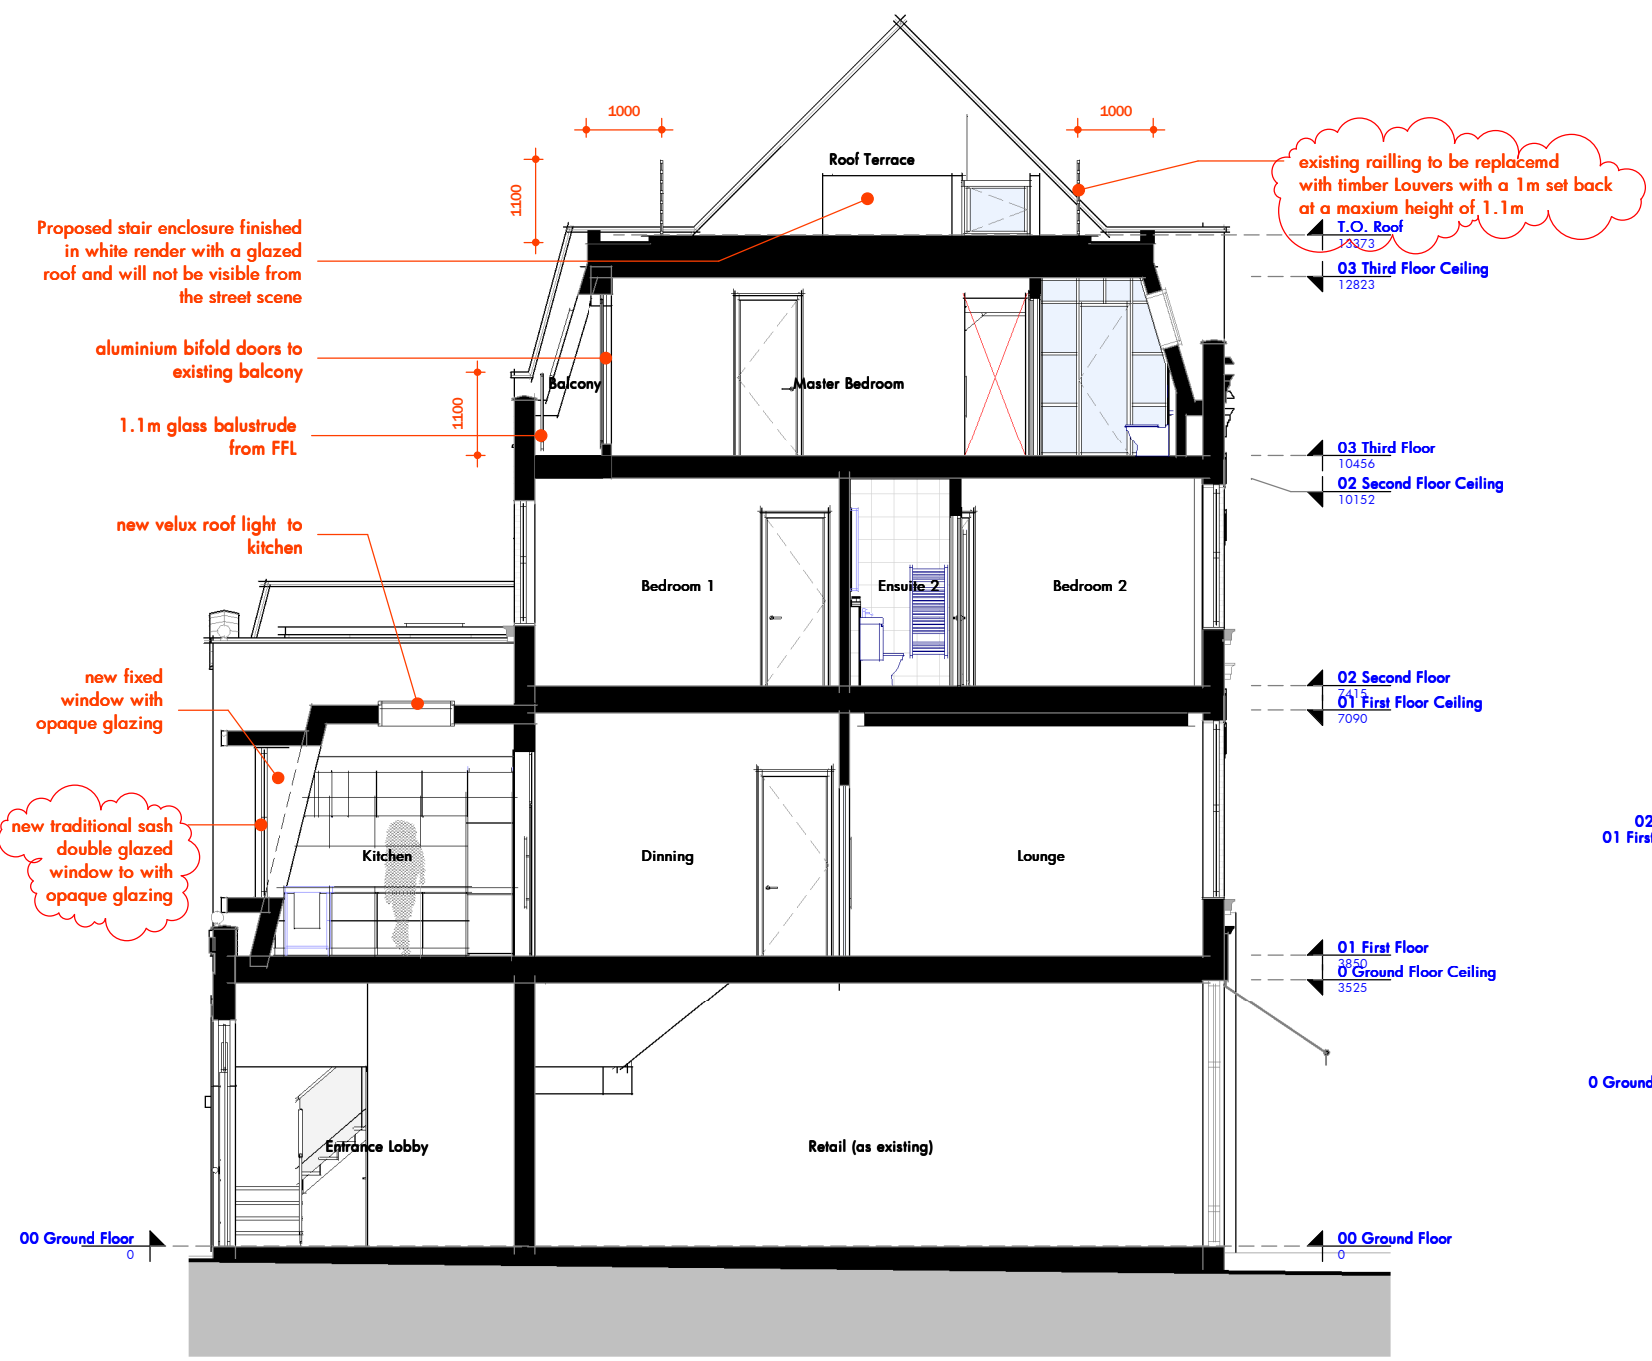 1000
1000
Roof Terrace
existing railling to be replacemd
with timber Louvers with a 1m set back
at a maxium height of 1.1m
1100
Proposed stair enclosure finished
in white render with a glazed
roof and will not be visible from
the street scene
T.O. Roof
13373
03 Third Floor Ceiling
12823
aluminium bifold doors to
existing balcony
Balcony
Master Bedroom
1100
1.1m glass balustrude
from FFL
03 Third Floor
10456
02 Second Floor Ceiling
10152
new velux roof light to
kitchen
Bedroom 1
Ensuite 2
Bedroom 2
new fixed
window with
opaque glazing
02 Second Floor
7415
01 First Floor Ceiling
7090
new traditional sash
double glazed
window to with
opaque glazing
Kitchen
Dinning
Lounge
02
01 First
01 First Floor
3850
0 Ground Floor Ceiling
3525
0 Ground
Entrance Lobby
Retail (as existing)
00 Ground Floor
0
00 Ground Floor
0